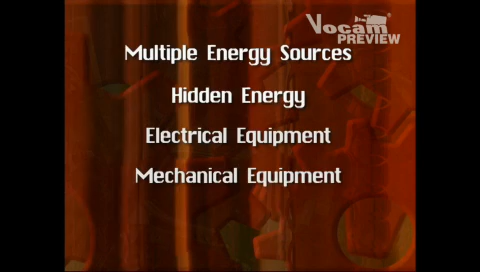 Vocam
PREVIEW
Multiple Energy Sources
Hidden Energy
Electrical Equipment
Mechanical Equipment